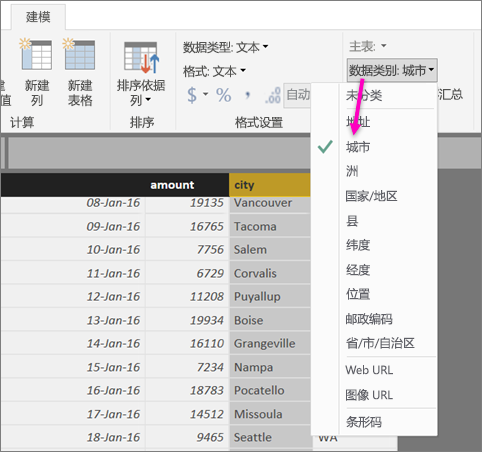 建模
数据类型: 文本
主表:
格式: 文本
数据类别: 城市
新建
列
新建
表格
排序依据
列
值
$ % , .00 自动
汇总
计算
排序
格式设置
未分类
地址
城市
洲
国家/地区
县
纬度
经度
位置
邮政编码
省/市/自治区
Web URL
图像 URL
条形码
amount city
08-Jan-16 19135 Vancouver
09-Jan-16 16765 Tacoma
10-Jan-16 7756 Salem
11-Jan-16 6729 Corvalis
12-Jan-16 11208 Puyallup
13-Jan-16 19934 Boise
14-Jan-16 16110 Grangeville
15-Jan-16 7234 Nampa
16-Jan-16 18783 Pocatello
17-Jan-16 14512 Missoula
18-Jan-16 9465 Seattle WA